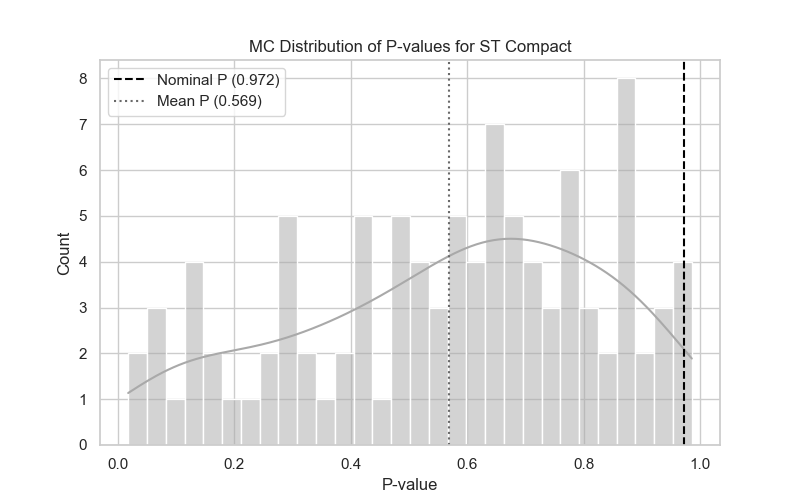 MC Distribution of P-values for ST Compact
Nominal P (0.972)
Mean P (0.569)
Count
8
7
6
5
4
3
2
1
0
0.0 0.2 0.4 0.6 0.8 1.0
P-value